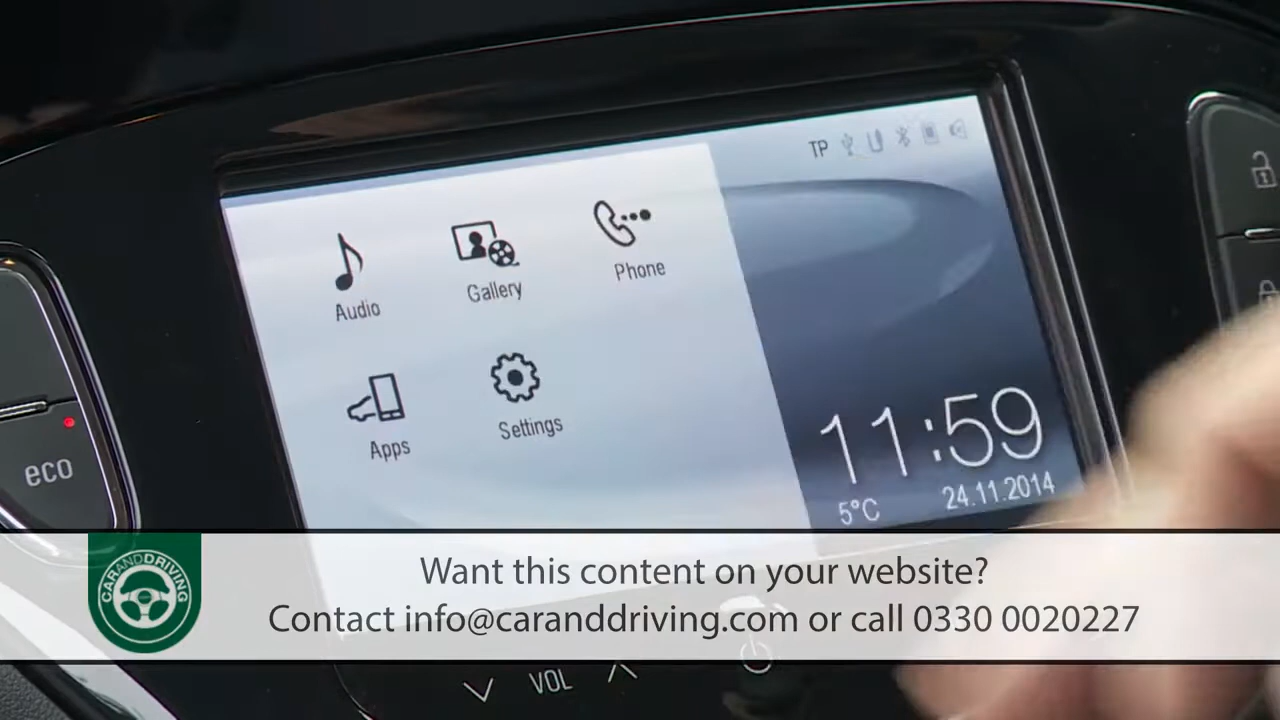 TP
Audio
Gallery
Phone
Apps
Settings
11:59
5°C
24.11.2014
eco
CARANDDRIVING
Want this content on your website?
Contact info@caranddriving.com or call 0330 0020227
VOL